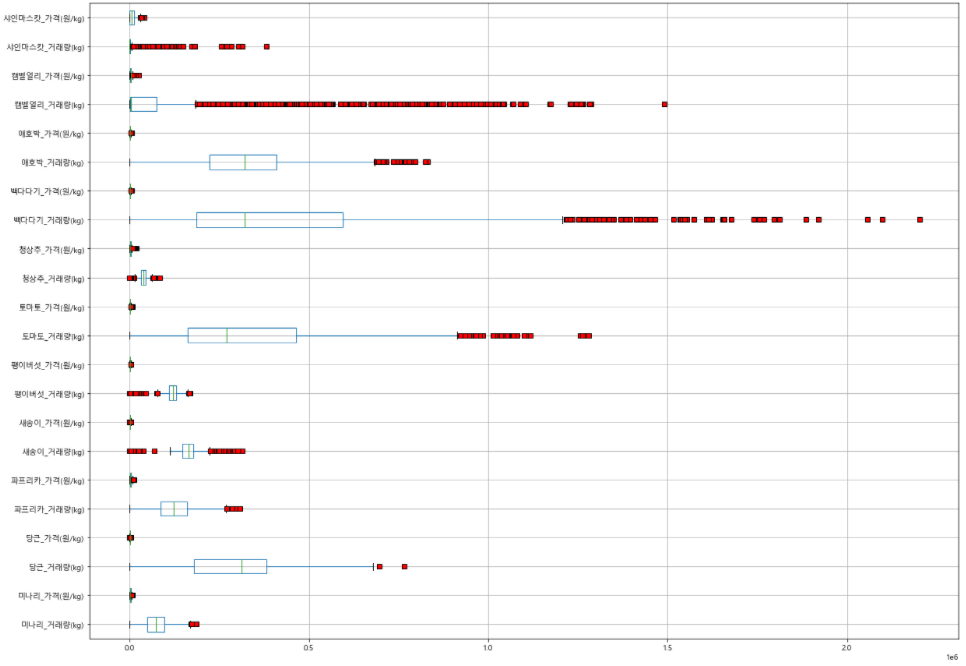 샤인마스캇_가격(원/kg)
샤인마스캇_거래량(kg)
캠벨얼리_가격(원/kg)
캠벨얼리_거래량(kg)
애호박_가격(원/kg)
애호박_거래량(kg)
백다다기_가격(원/kg)
백다다기_거래량(kg)
청상추_가격(원/kg)
청상추_거래량(kg)
토마토_가격(원/kg)
토마토_거래량(kg)
팽이버섯_가격(원/kg)
팽이버섯_거래량(kg)
새송이_가격(원/kg)
새송이_거래량(kg)
파프리카_가격(원/kg)
파프리카_거래량(kg)
당근_가격(원/kg)
당근_거래량(kg)
미나리_가격(원/kg)
미나리_거래량(kg)
0.0 0.5 1.0 1.5 2.0
1e6